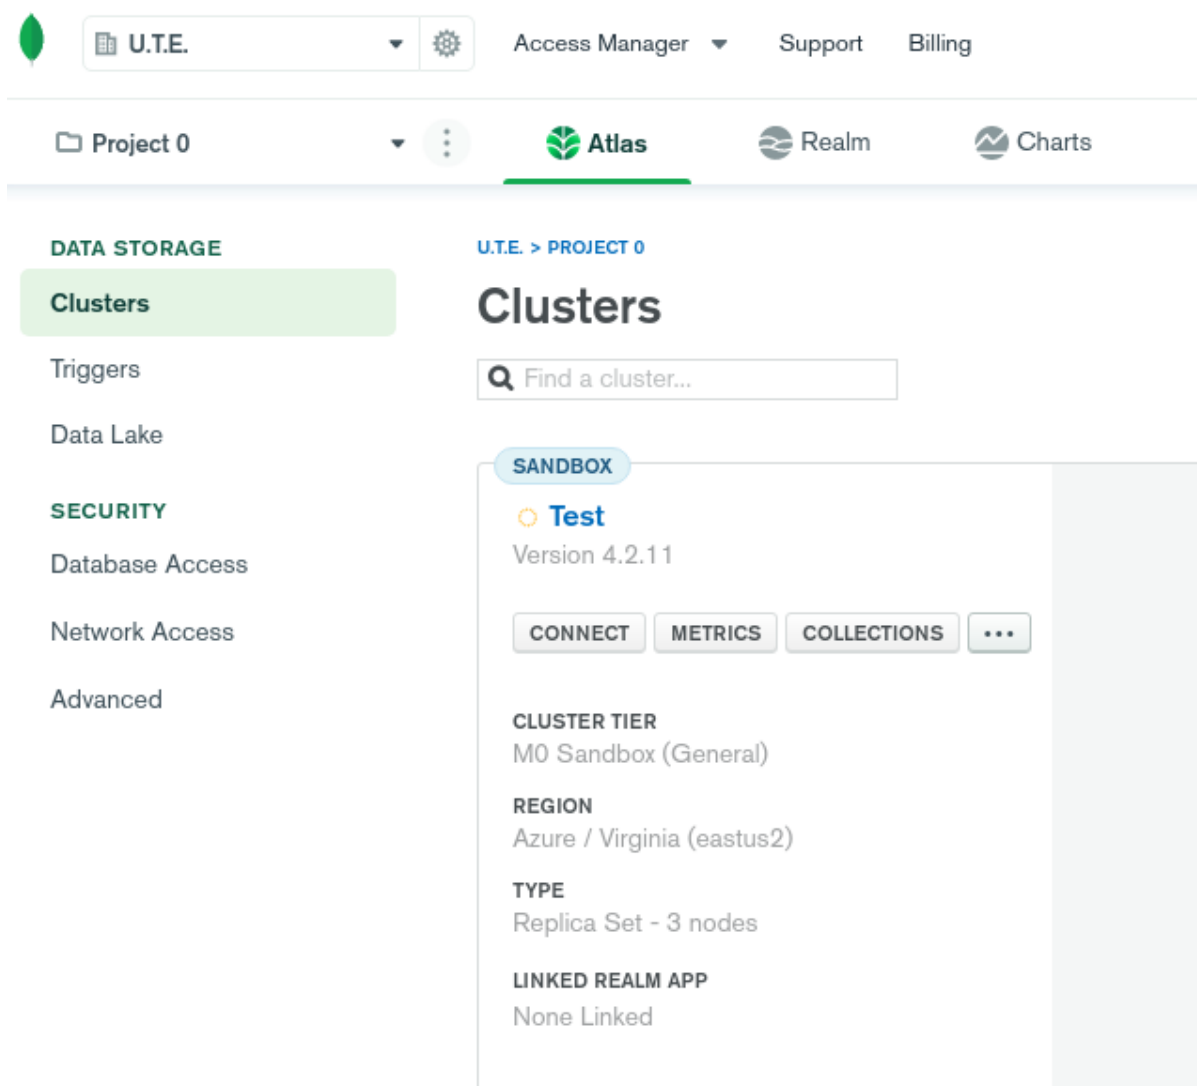 U.T.E. Access Manager Support Billing
Project 0 Atlas Realm Charts
DATA STORAGE
Clusters
Triggers
Data Lake
SECURITY
Database Access
Network Access
Advanced
U.T.E. > PROJECT 0
Clusters
Find a cluster...
SANDBOX
Test
Version 4.2.11
CONNECT METRICS COLLECTIONS ...
CLUSTER TIER
M0 Sandbox (General)
REGION
Azure / Virginia (eastus2)
TYPE
Replica Set - 3 nodes
LINKED REALM APP
None Linked